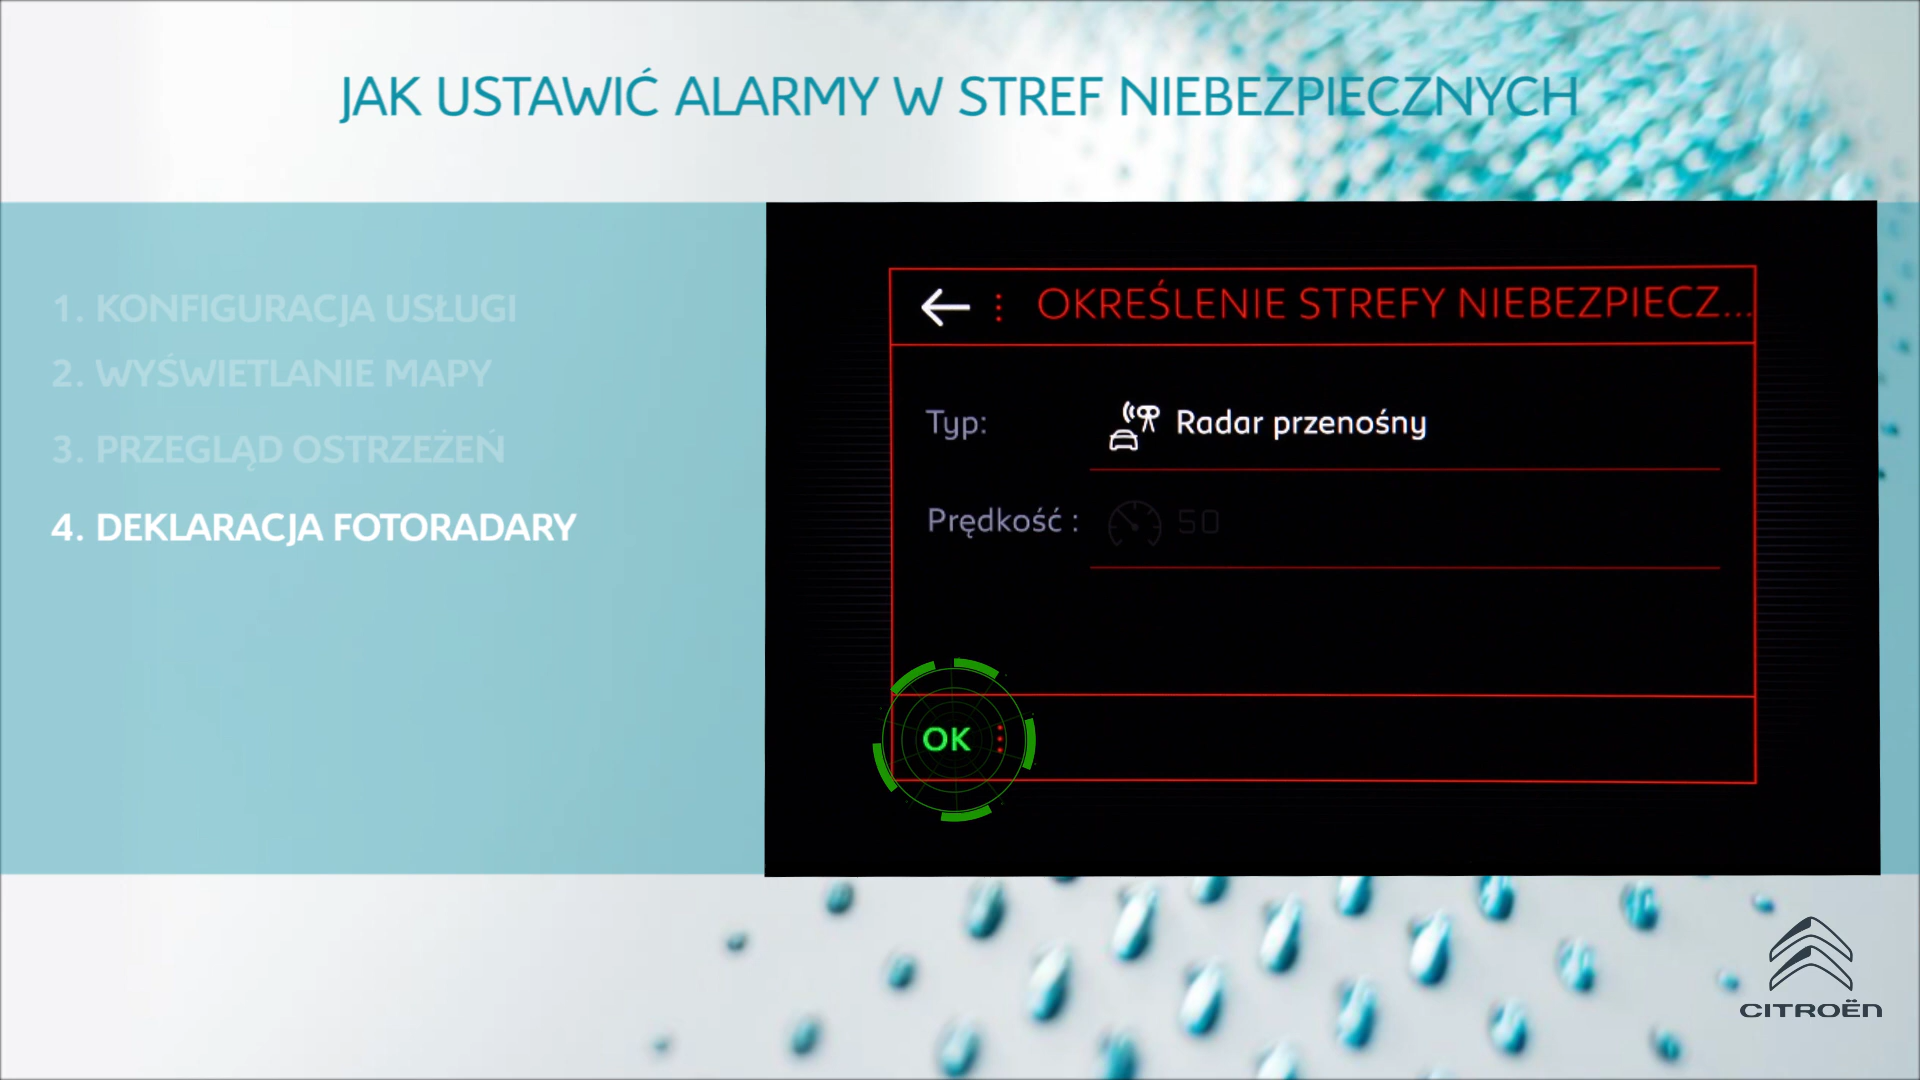 JAK USTAWIĆ ALARMY W STREF NIEBEZPIECZNYCH
1. KONFIGURACJA USŁUGI
2. WYŚWIETLANIE MAPY
3. PRZEGLĄD OSTRZEŻEŃ
4. DEKLARACJA FOTORADARY
OKREŚLENIE STREFY NIEBEZPIECZ...
Typ: Radar przenośny
Prędkość : 50
OK
CITROËN